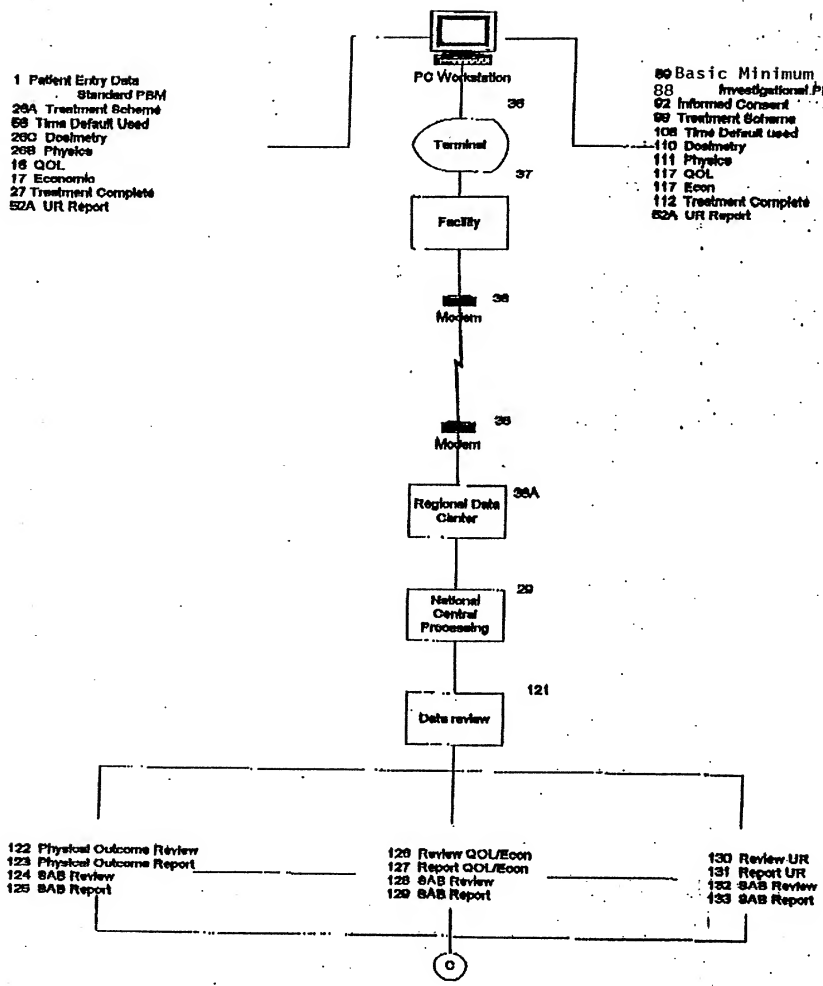 1 Patient Entry Data
Standard PBM
26A Treatment Scheme
56 Time Default Used
26C Dosimetry
26B Physics
16 QOL
17 Economic
27 Treatment Complete
52A UR Report
PC Workstation
36
Terminal
37
Facility
38
Modem
38
Modem
38A
Regional Data
Center
29
National
Central
Processing
121
Data review
89 Basic Minimum
88 Investigational
92 Informed Consent
99 Treatment Scheme
108 Time Default used
110 Dosimetry
111 Physics
117 QOL
117 Econ
112 Treatment Complete
52A UR Report
122 Physical Outcome Review
123 Physical Outcome Report
124 SAB Review
125 SAB Report
126 Review QOL/Econ
127 Report QOL/Econ
128 SAB Review
129 SAB Report
130 Review UR
131 Report UR
132 SAB Review
133 SAB Report
C